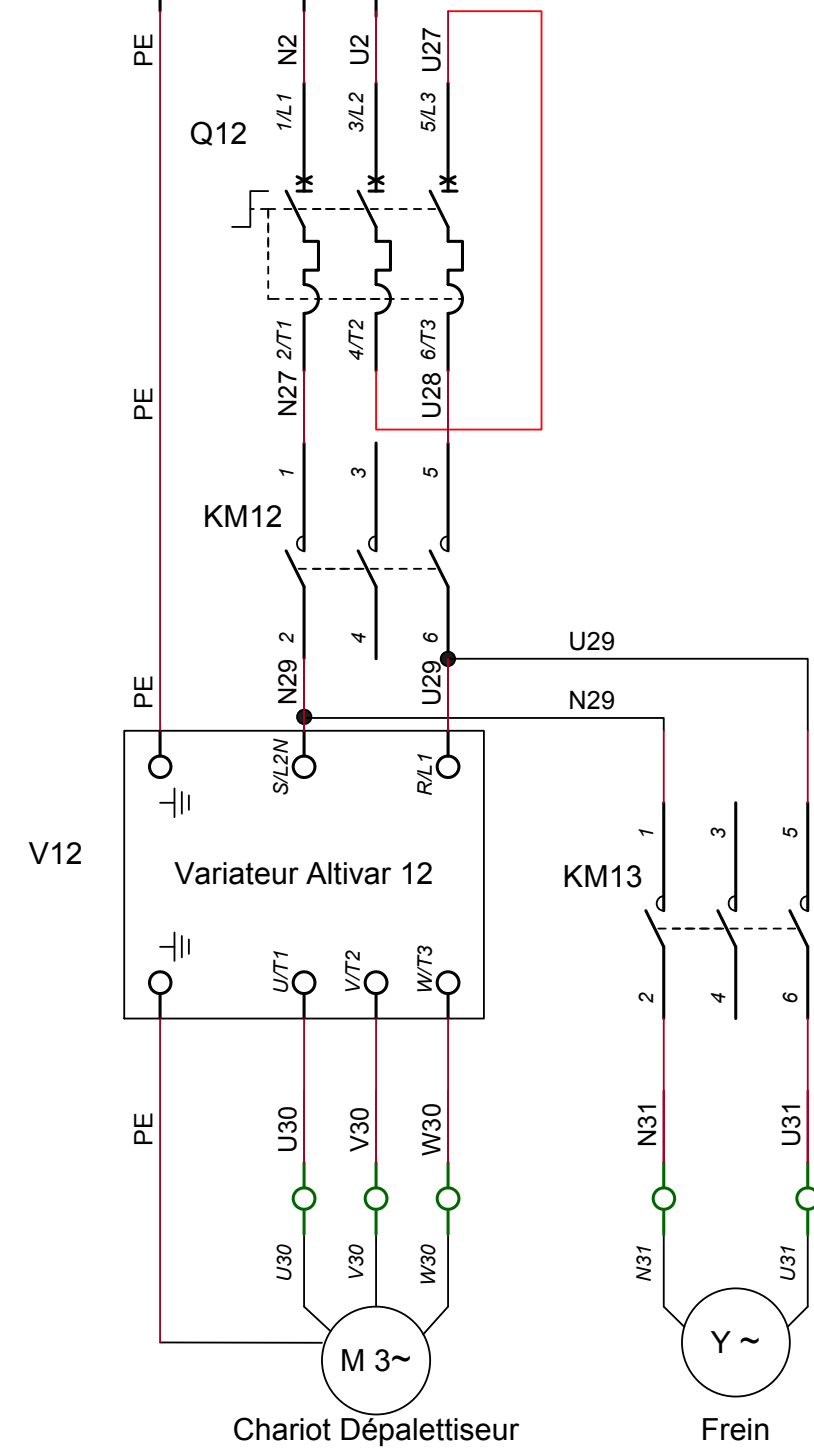 PE
N2
U2
U27
1/L1
3/L2
5/L3
Q12
2/T1
4/T2
6/T3
PE
N27
U28
1
3
5
KM12
2
4
6
U29
PE
N29
U29
N29
S/L2N
R/L1
V12
Variateur Altivar 12
KM13
1
3
5
U/T1
V/T2
W/T3
2
4
6
PE
U30
V30
W30
N31
U31
U30
V30
W30
N31
U31
M 3~
Y ~
Chariot Dépalettiseur
Frein